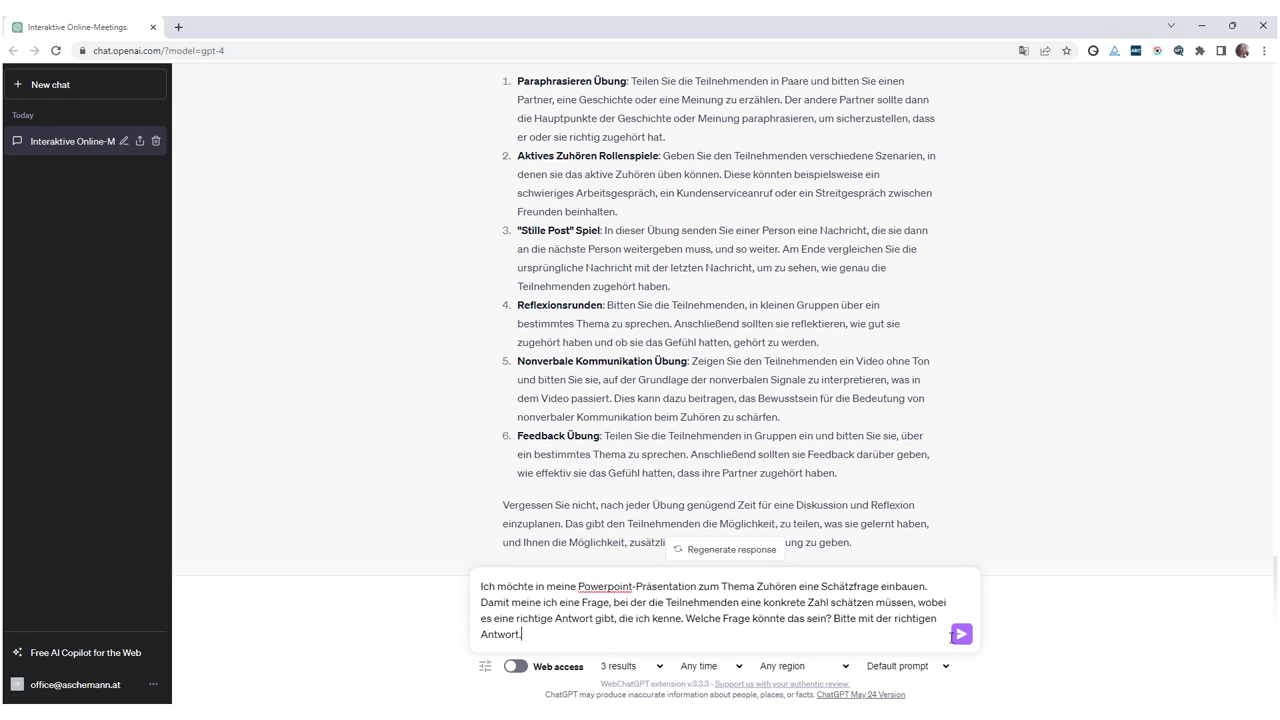 Interaktive Online-Meetings.
chat.openai.com/?model=gpt-4
New chat
Today
Interaktive Online-M
1. Paraphrasieren Übung: Teilen Sie die Teilnehmenden in Paare und bitten Sie einen
Partner, eine Geschichte oder eine Meinung zu erzählen. Der andere Partner sollte dann
die Hauptpunkte der Geschichte oder Meinung paraphrasieren, um sicherzustellen, dass
er oder sie richtig zugehört hat.
2. Aktives Zuhören Rollenspiele: Geben Sie den Teilnehmenden verschiedene Szenarien, in
denen sie das aktive Zuhören üben können. Diese könnten beispielsweise ein
schwieriges Arbeitsgespräch, ein Kundenserviceanruf oder ein Streitgespräch zwischen
Freunden beinhalten.
3. "Stille Post" Spiel: In dieser Übung senden Sie einer Person eine Nachricht, die sie dann
an die nächste Person weitergeben muss, und so weiter. Am Ende vergleichen Sie die
ursprüngliche Nachricht mit der letzten Nachricht, um zu sehen, wie genau die
Teilnehmenden zugehört haben.
4. Reflexionsrunden: Bitten Sie die Teilnehmenden, in kleinen Gruppen über ein
bestimmtes Thema zu sprechen. Anschließend sollten sie reflektieren, wie gut sie
zugehört haben und ob sie das Gefühl hatten, gehört zu werden.
5. Nonverbale Kommunikation Übung: Zeigen Sie den Teilnehmenden ein Video ohne Ton
und bitten Sie sie, auf der Grundlage der nonverbalen Signale zu interpretieren, was in
dem Video passiert. Dies kann dazu beitragen, das Bewusstsein für die Bedeutung von
nonverbaler Kommunikation beim Zuhören zu schärfen.
6. Feedback Übung: Teilen Sie die Teilnehmenden in Gruppen ein und bitten Sie sie, über
ein bestimmtes Thema zu sprechen. Anschließend sollten sie Feedback darüber geben,
wie effektiv sie das Gefühl hatten, dass ihre Partner zugehört haben.
Vergessen Sie nicht, nach jeder Übung genügend Zeit für eine Diskussion und Reflexion
einzuplanen. Das gibt den Teilnehmenden die Möglichkeit, zu teilen, was sie gelernt haben,
und Ihnen die Möglichkeit, zusätzli ung zu geben.
Regenerate response
Ich möchte in meine Powerpoint-Präsentation zum Thema Zuhören eine Schätzfrage einbauen.
Damit meine ich eine Frage, bei der die Teilnehmenden eine konkrete Zahl schätzen müssen, wobei
es eine richtige Antwort gibt, die ich kenne. Welche Frage könnte das sein? Bitte mit der richtigen
Antwort.
Web access 3 results Any time Any region Default prompt
WebChatGPT extension v.3.3.3 - Support us with your authentic review.
ChatGPT may produce inaccurate information about people, places, or facts. ChatGPT May 24 Version
Free AI Copilot for the Web
office@aschemann.at